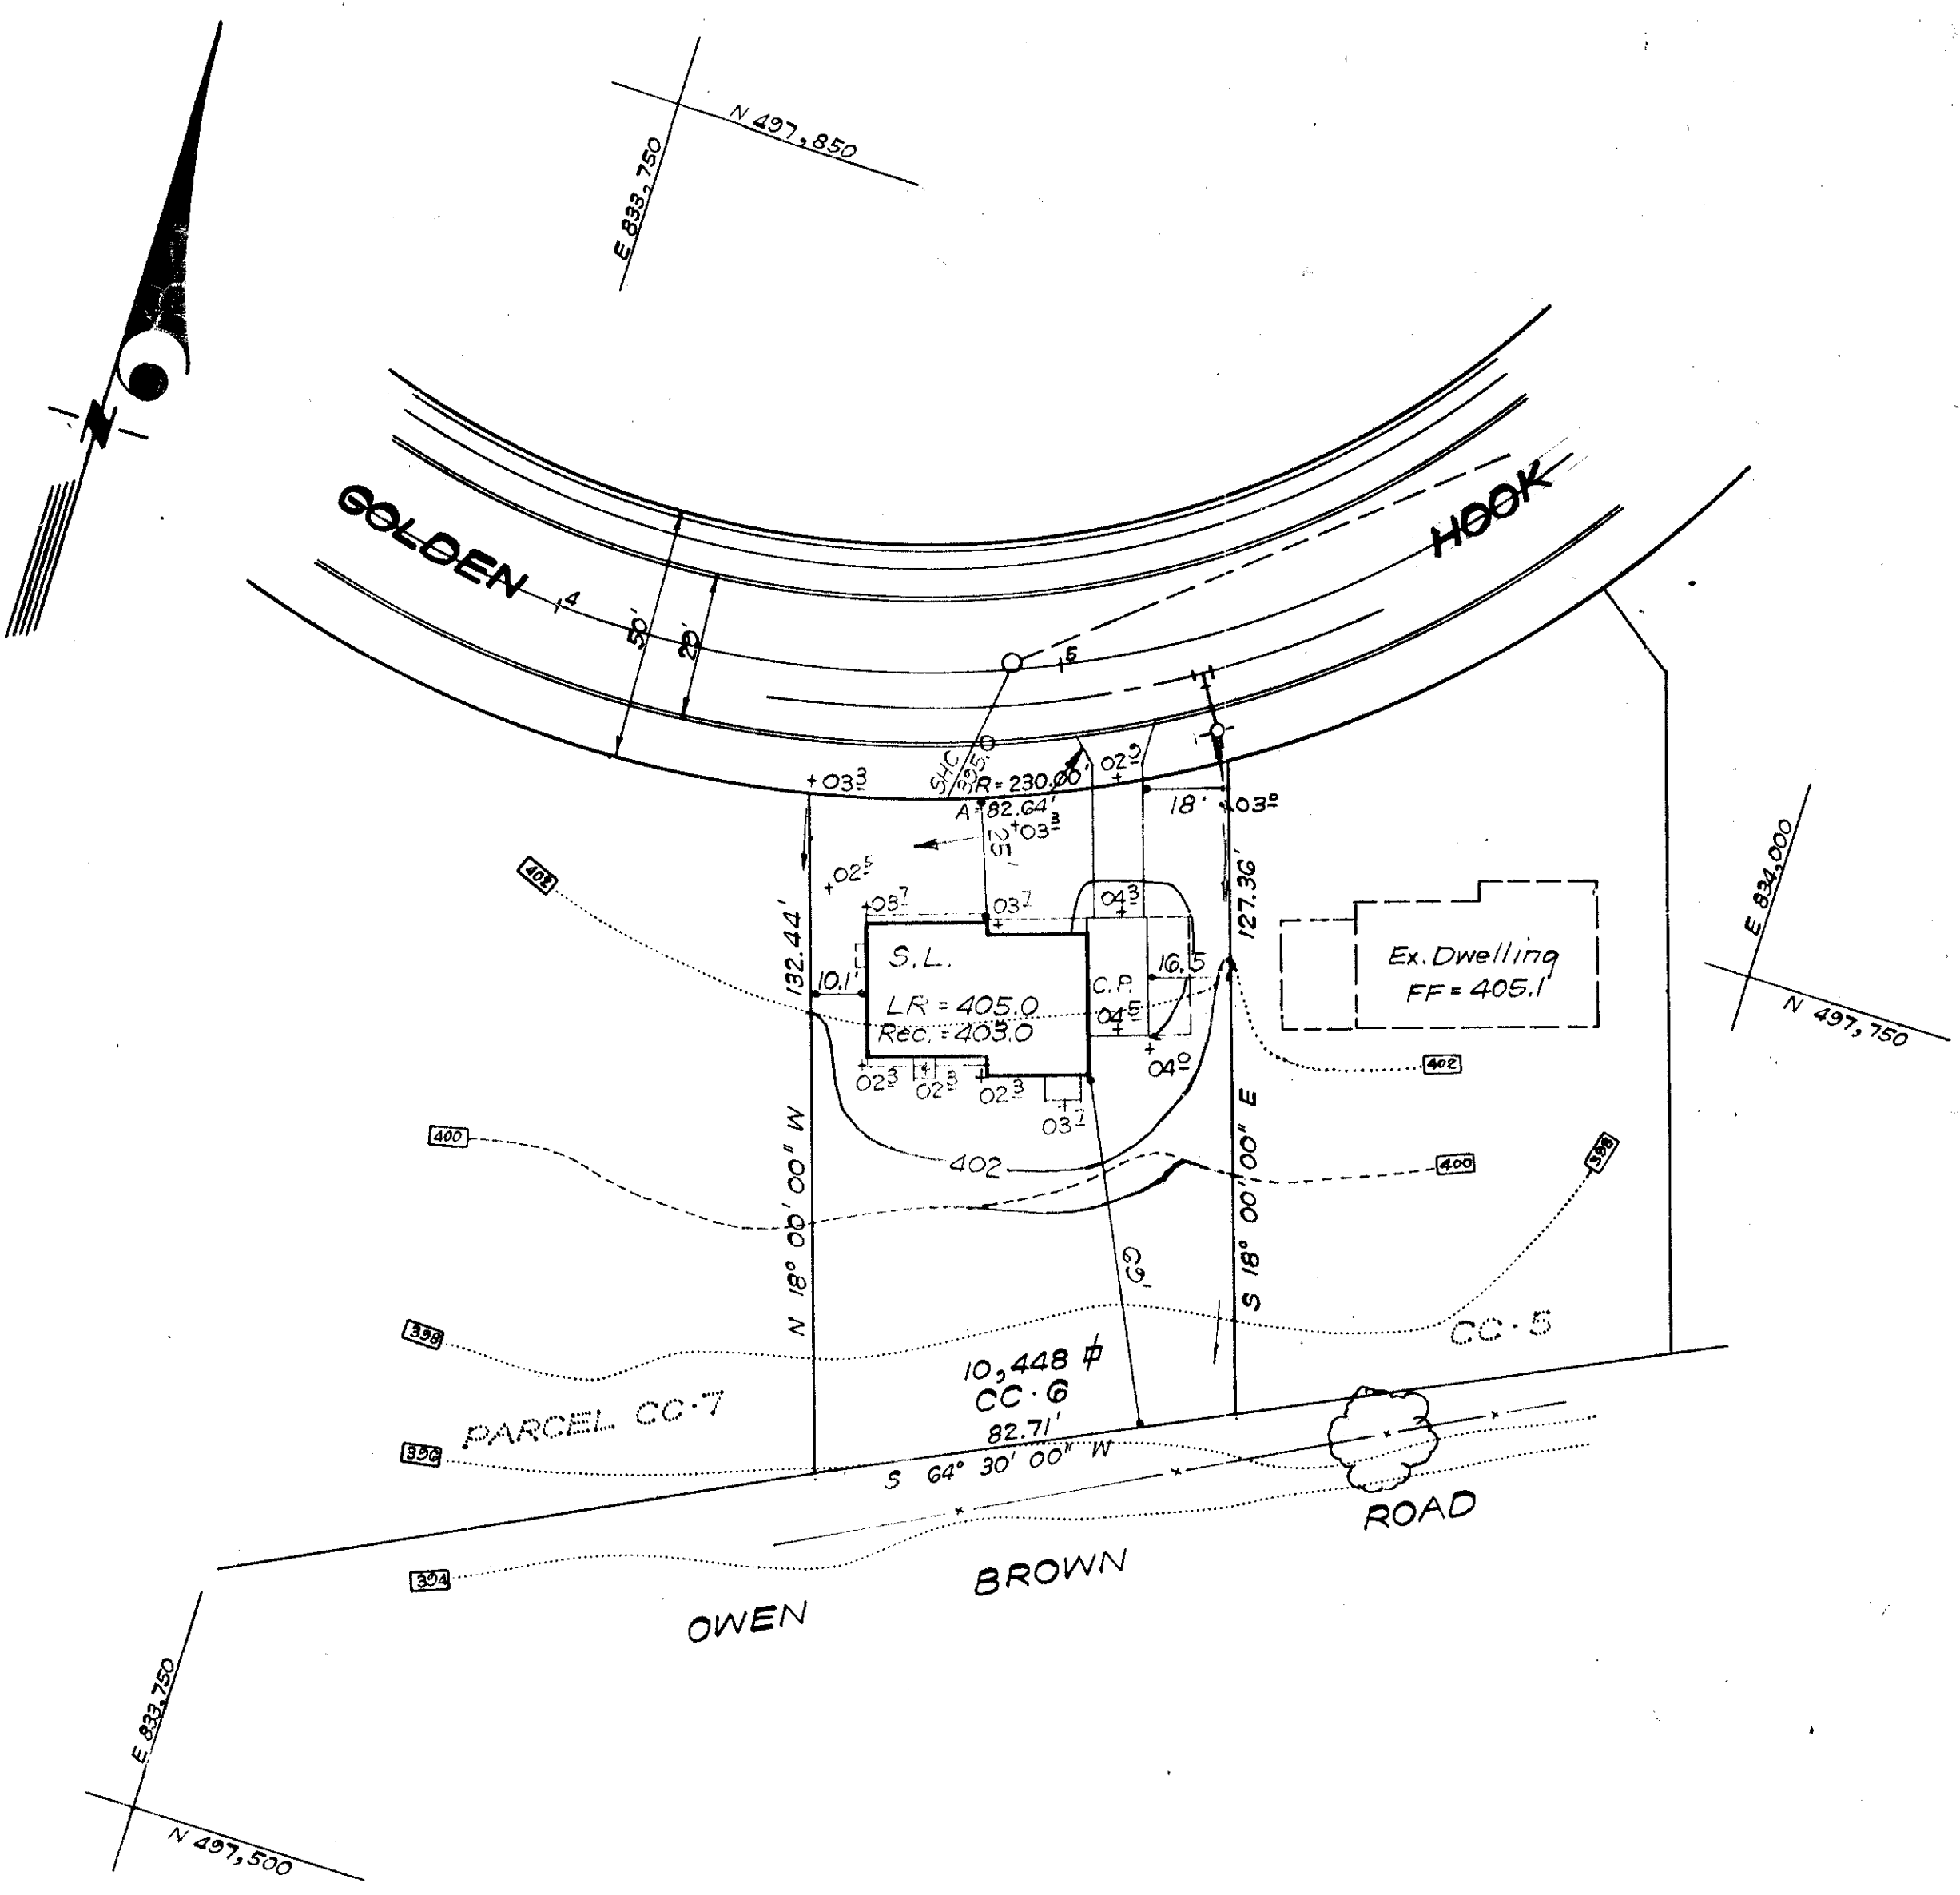 N 497,850
E 833,750
GOLDEN
HOOK
4
50'
28'
5
SHC
395.0
R = 230.00'
A = 82.64'
02 9
+ 03 3
18'
03 0
+03 3
25'
+02 5
402
+03 7
03 7
04 3
132.44'
127.36'
E 834,000
S.L.
10.1'
C.P.
16.5
LR = 405.0
Rec. = 403.0
04 5
Ex. Dwelling
FF = 405.1
N 497,750
02 3
02 3
02 3
03 7
04 0
402
400
402
400
398
N 18° 00' 00" W
S 18° 00' 00" E
69'
398
CC·5
10,448
CC·6
PARCEL CC·7
82.71'
S 64° 30' 00" W
396
394
OWEN
BROWN
ROAD
E 833,750
N 497,500